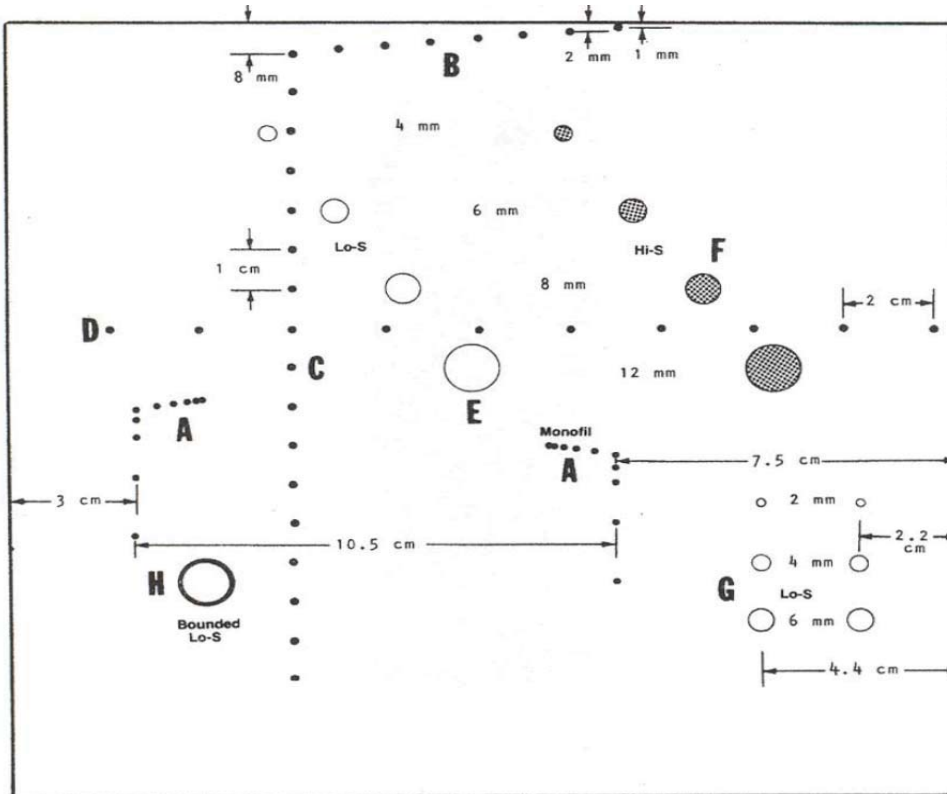 B
2 mm
1 mm
8 mm
4 mm
6 mm
Lo-S
Hi-S
F
1 cm
8 mm
2 cm
D
C
12 mm
E
A
Monofil
A
7.5 cm
3 cm
2 mm
10.5 cm
2.2
cm
4 mm
H
G
Lo-S
6 mm
Bounded
Lo-S
4.4 cm